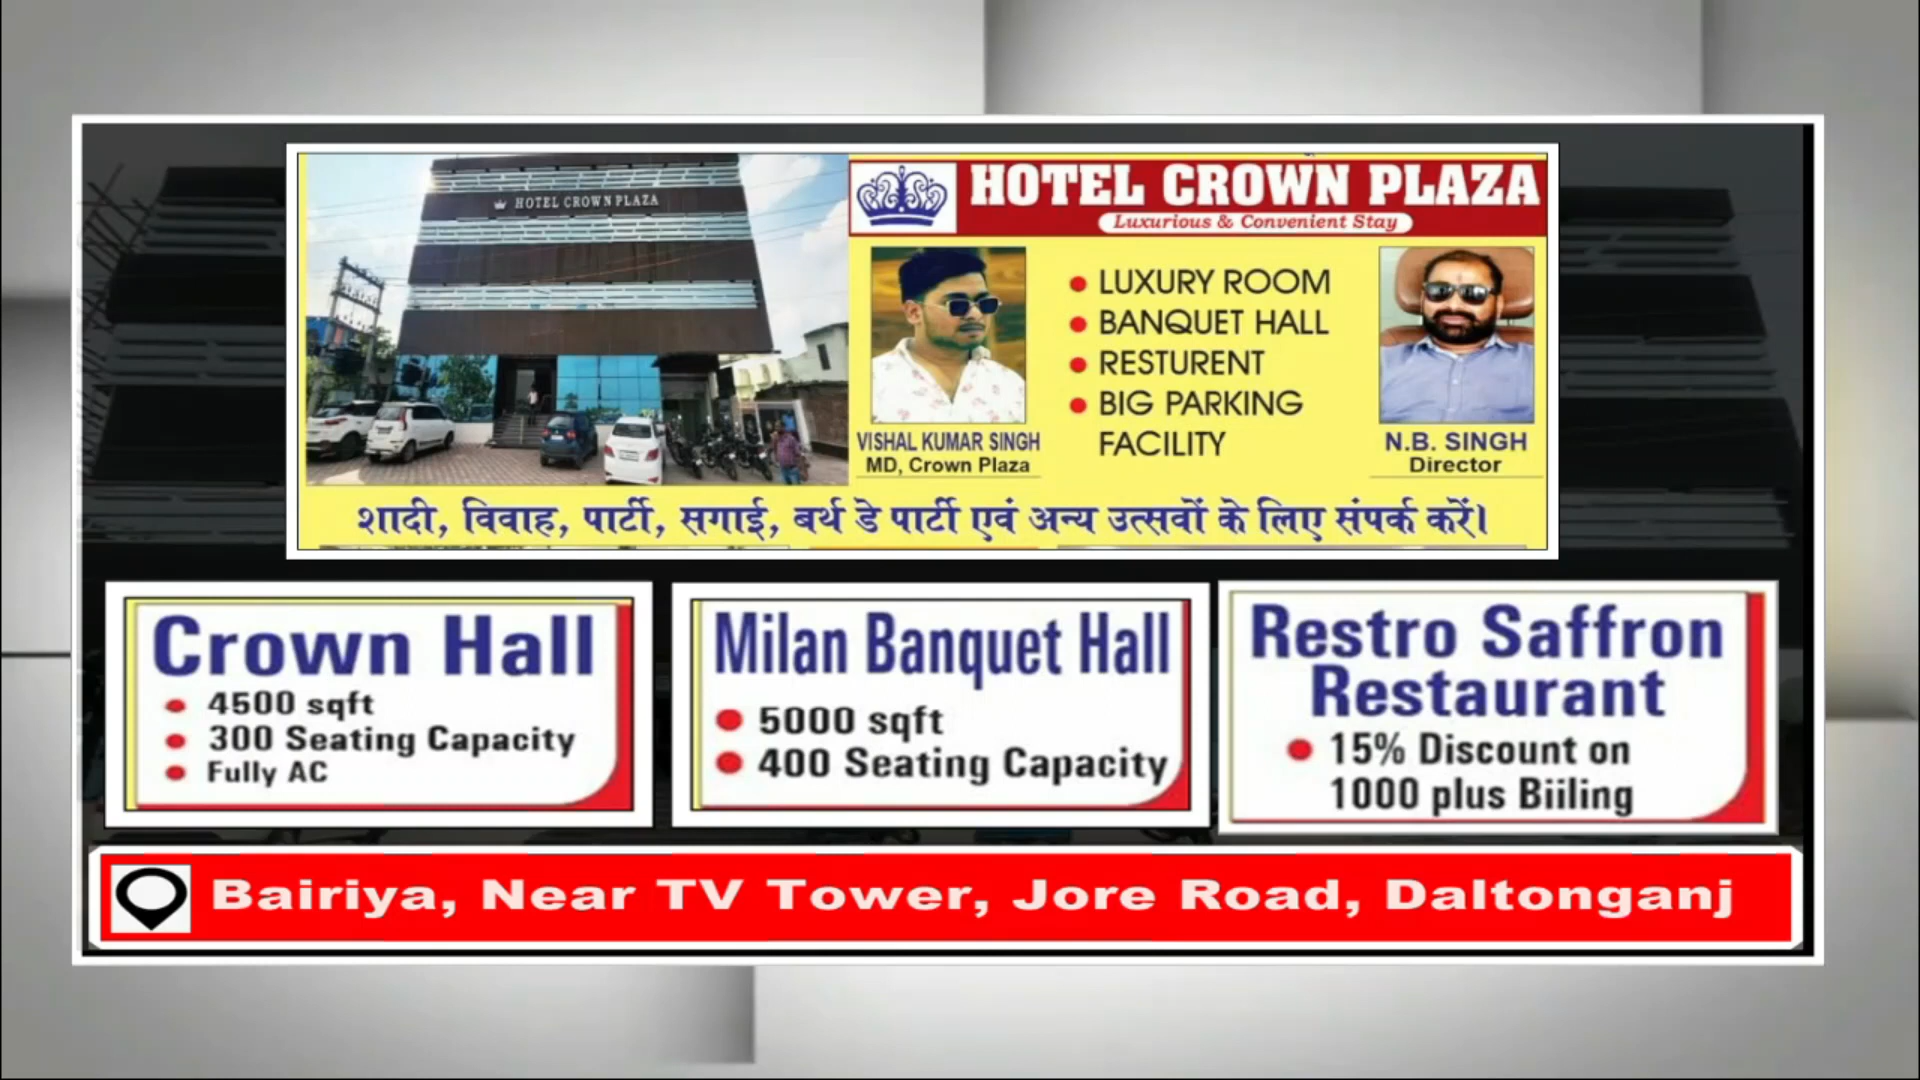 HOTEL CROWN PLAZA
HOTEL CROWN PLAZA
Luxurious & Convenient Stay
LUXURY ROOM
BANQUET HALL
RESTURENT
BIG PARKING
FACILITY
VISHAL KUMAR SINGH
MD, Crown Plaza
N.B. SINGH
Director
शादी, विवाह, पार्टी, सगाई, बर्थ डे पार्टी एवं अन्य उत्सवों के लिए संपर्क करें।
Crown Hall
4500 sqft
300 Seating Capacity
Fully AC
Milan Banquet Hall
5000 sqft
400 Seating Capacity
Restro Saffron
Restaurant
15% Discount on
1000 plus Biiling
Bairiya, Near TV Tower, Jore Road, Daltonganj